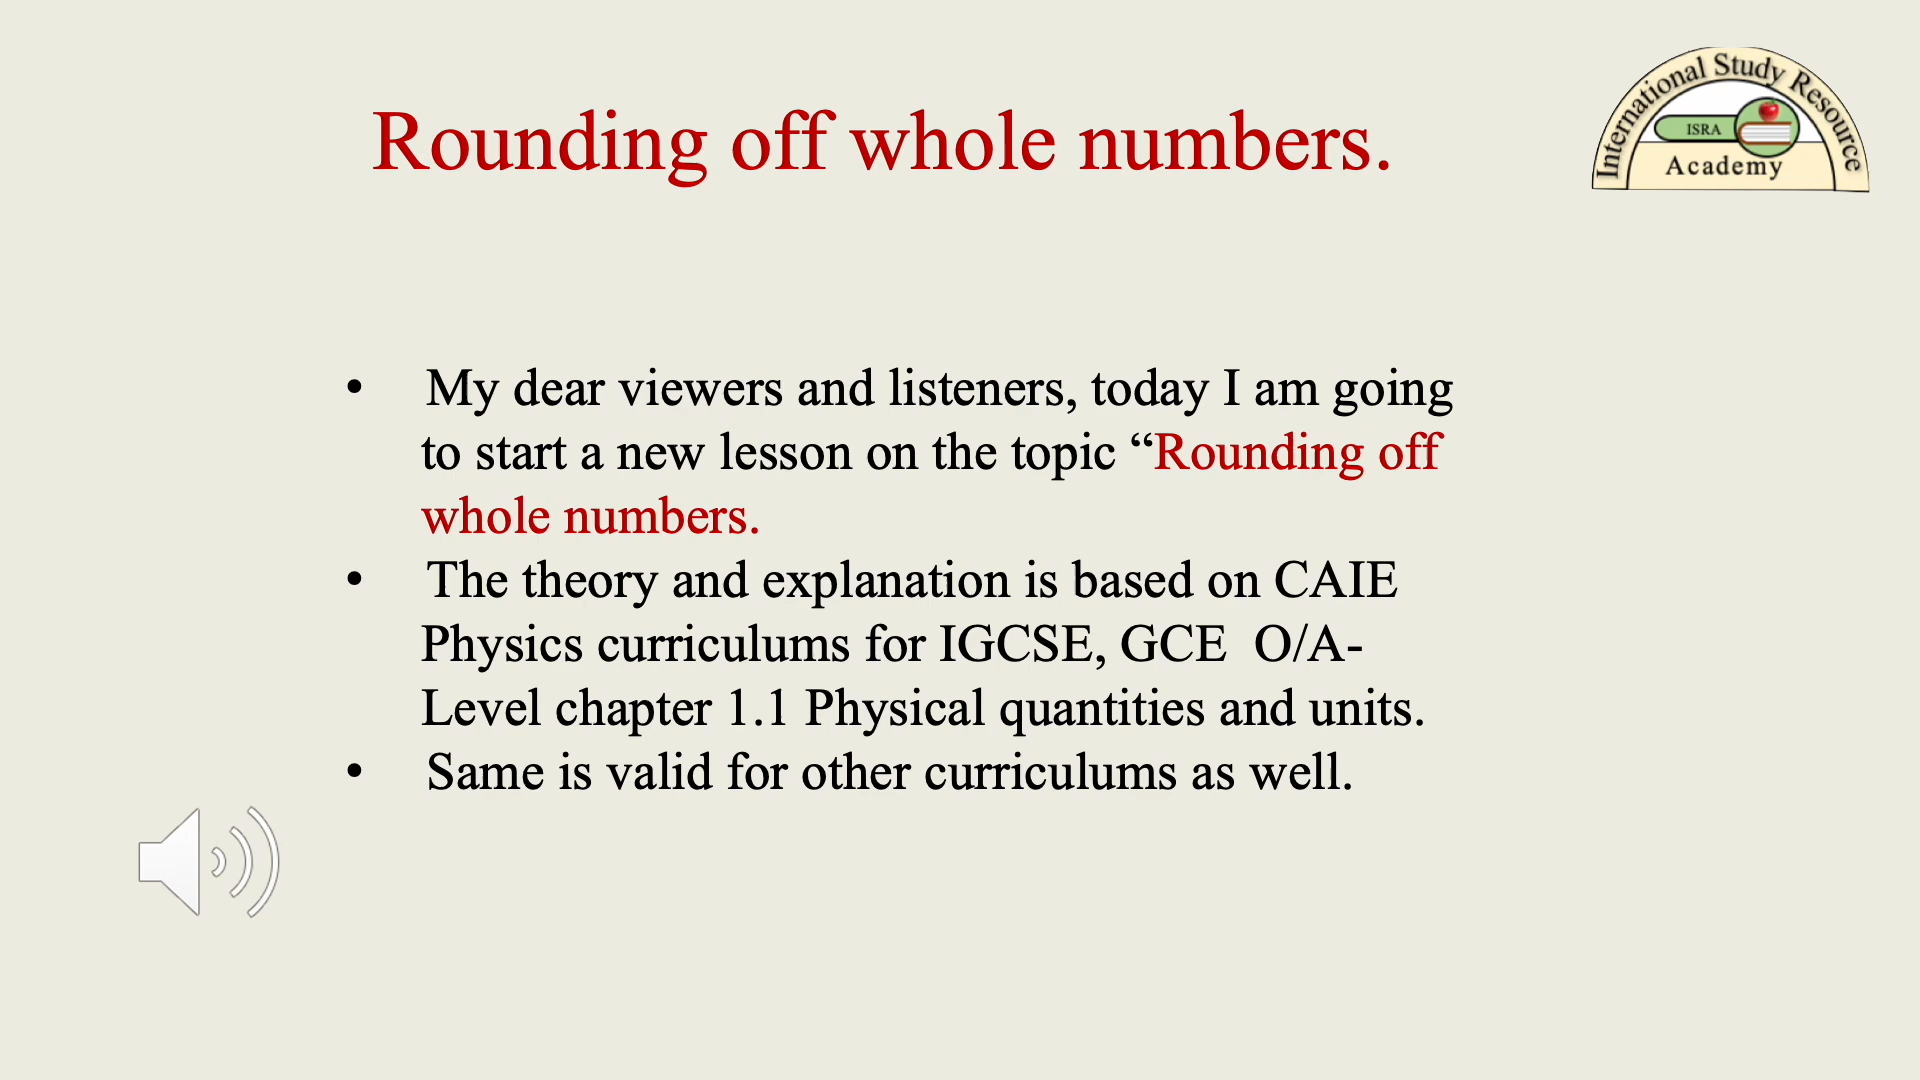 International Study Resource
ISRA
Academy
Rounding off whole numbers.
• My dear viewers and listeners, today I am going
to start a new lesson on the topic “Rounding off
whole numbers.
• The theory and explanation is based on CAIE
Physics curriculums for IGCSE, GCE  O/A-
Level chapter 1.1 Physical quantities and units.
• Same is valid for other curriculums as well.